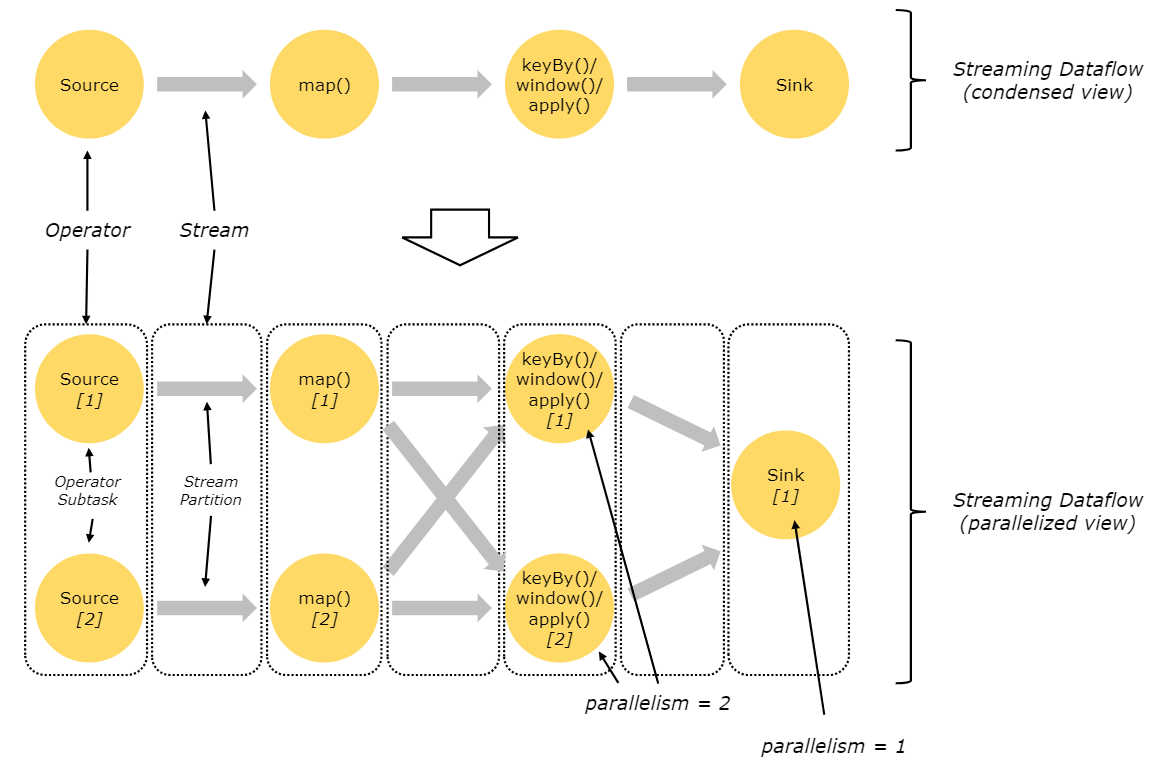 Source
map()
keyBy()/
window()/
apply()
Sink
Streaming Dataflow
(condensed view)
Operator
Stream
Source
[1]
map()
[1]
keyBy()/
window()/
apply()
[1]
Operator
Subtask
Stream
Partition
Sink
[1]
Streaming Dataflow
(parallelized view)
Source
[2]
map()
[2]
keyBy()/
window()/
apply()
[2]
parallelism = 2
parallelism = 1